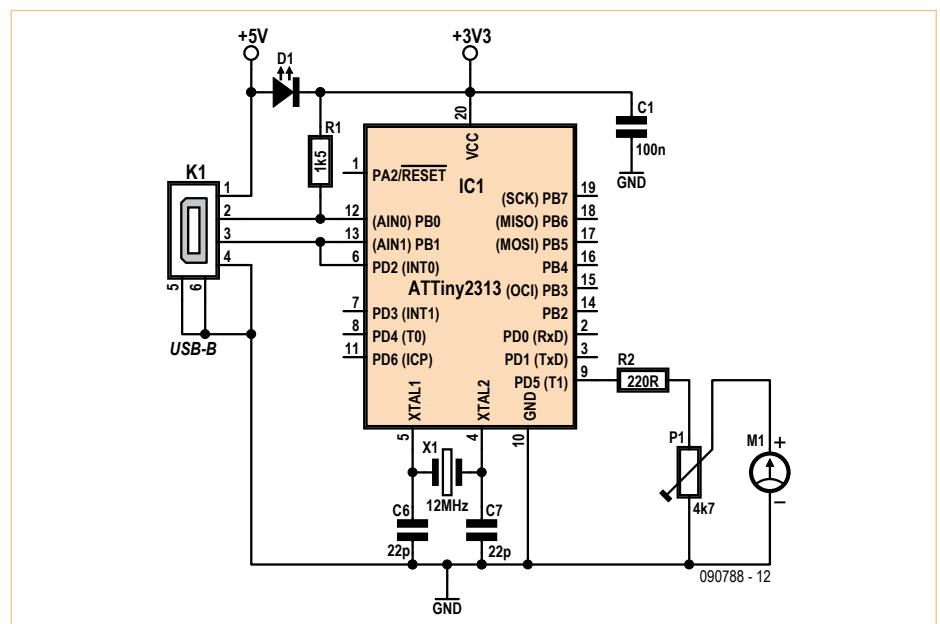 +5V
+3V3
D1
R1
1k5
C1
100n
GND
K1
1
2
3
4
5
6
USB-B
20
VCC
IC1
ATTiny2313
1
PA2/RESET
12
(AIN0) PB0
13
(AIN1) PB1
6
PD2 (INT0)
7
PD3 (INT1)
8
PD4 (T0)
11
PD6 (ICP)
(SCK) PB7
19
(MISO) PB6
18
(MOSI) PB5
17
PB4
16
(OCI) PB3
15
PB2
14
PD0 (RxD)
2
PD1 (TxD)
3
PD5 (T1)
9
XTAL1
XTAL2
GND
5
4
10
R2
220R
P1
4k7
M1
+
–
X1
12MHz
C6
22p
C7
22p
GND
090788 - 12